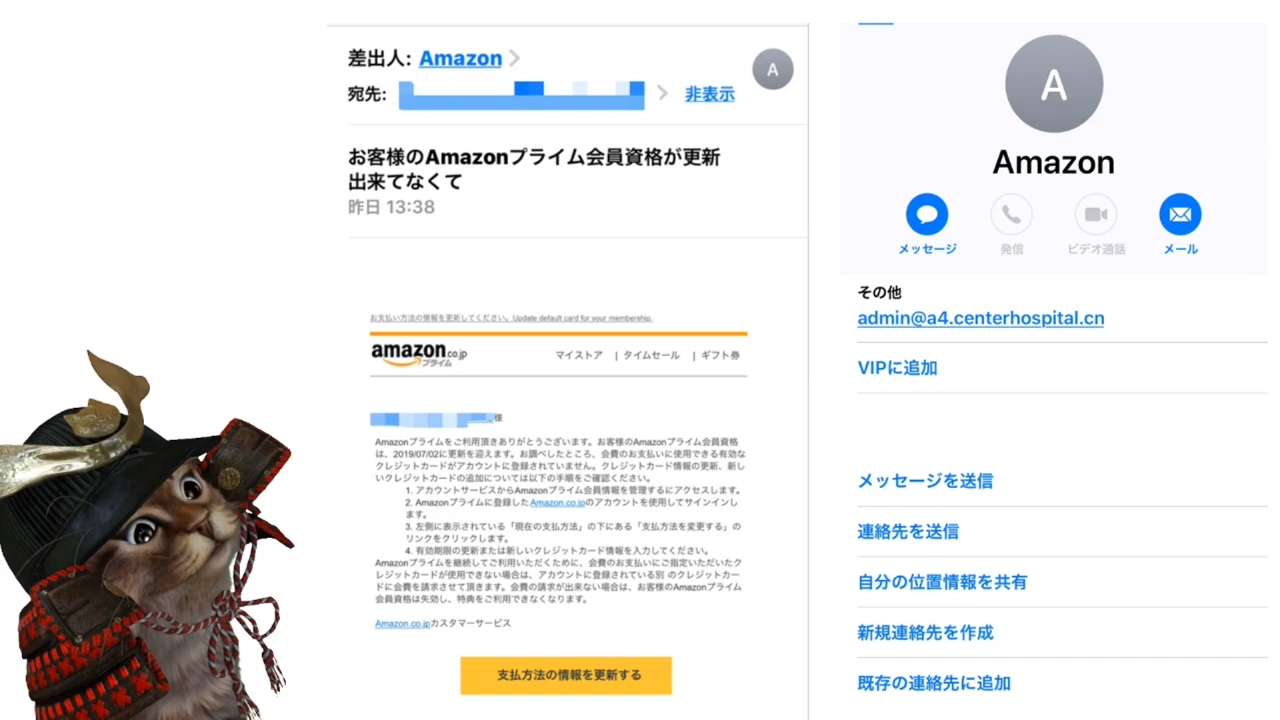 差出人: Amazon
宛先:
非表示
A
お客様のAmazonプライム会員資格が更新
出来てなくて
昨日 13:38
お支払い方法の情報を更新してください。Update default card for your membership.
amazon.co.jp
プライム
マイストア | タイムセール | ギフト券
様
Amazonプライムをご利用頂きありがとうございます。お客様のAmazonプライム会員資格
は、2019/07/02に更新を迎えます。お調べしたところ、会費のお支払いに使用できる有効な
クレジットカードがアカウントに登録されていません。クレジットカード情報の更新、新し
いクレジットカードの追加については以下の手順をご確認ください。
1. アカウントサービスからAmazonプライム会員情報を管理するにアクセスします。
2. Amazonプライムに登録したAmazon.co.jpのアカウントを使用してサインインし
ます。
3. 左側に表示されている「現在の支払方法」の下にある「支払方法を変更する」の
リンクをクリックします。
4. 有効期限の更新または新しいクレジットカード情報を入力してください。
Amazonプライムを継続してご利用いただくために、会費のお支払いにご指定いただいたク
レジットカードが使用できない場合は、アカウントに登録されている別 のクレジットカー
ドに会費を請求させて頂きます。会費の請求が出来ない場合は、お客様のAmazonプライム
会員資格は失効し、特典をご利用できなくなります。
Amazon.co.jpカスタマーサービス
支払方法の情報を更新する
A
Amazon
メッセージ
発信
ビデオ通話
メール
その他
admin@a4.centerhospital.cn
VIPに追加
メッセージを送信
連絡先を送信
自分の位置情報を共有
新規連絡先を作成
既存の連絡先に追加